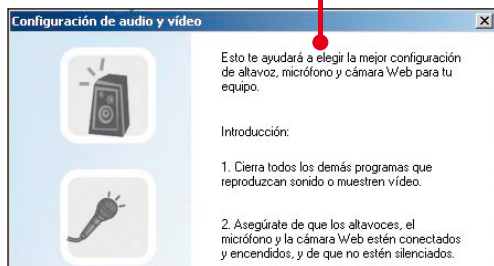 Configuración de audio y vídeo
Esto te ayudará a elegir la mejor configuración
de altavoz, micrófono y cámara Web para tu
equipo.
Introducción:
1. Cierra todos los demás programas que
reproduzcan sonido o muestren vídeo.
2. Asegúrate de que los altavoces, el
micrófono y la cámara Web estén conectados
y encendidos, y de que no estén silenciados.